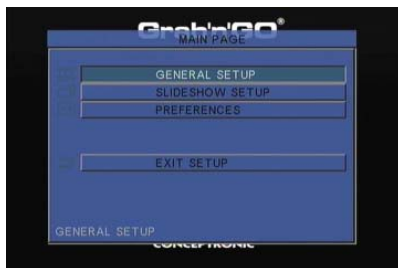 Grab'n'GO®
MAIN PAGE
GENERAL SETUP
SLIDESHOW SETUP
PREFERENCES
EXIT SETUP
GENERAL SETUP
CONCEPTRONIC